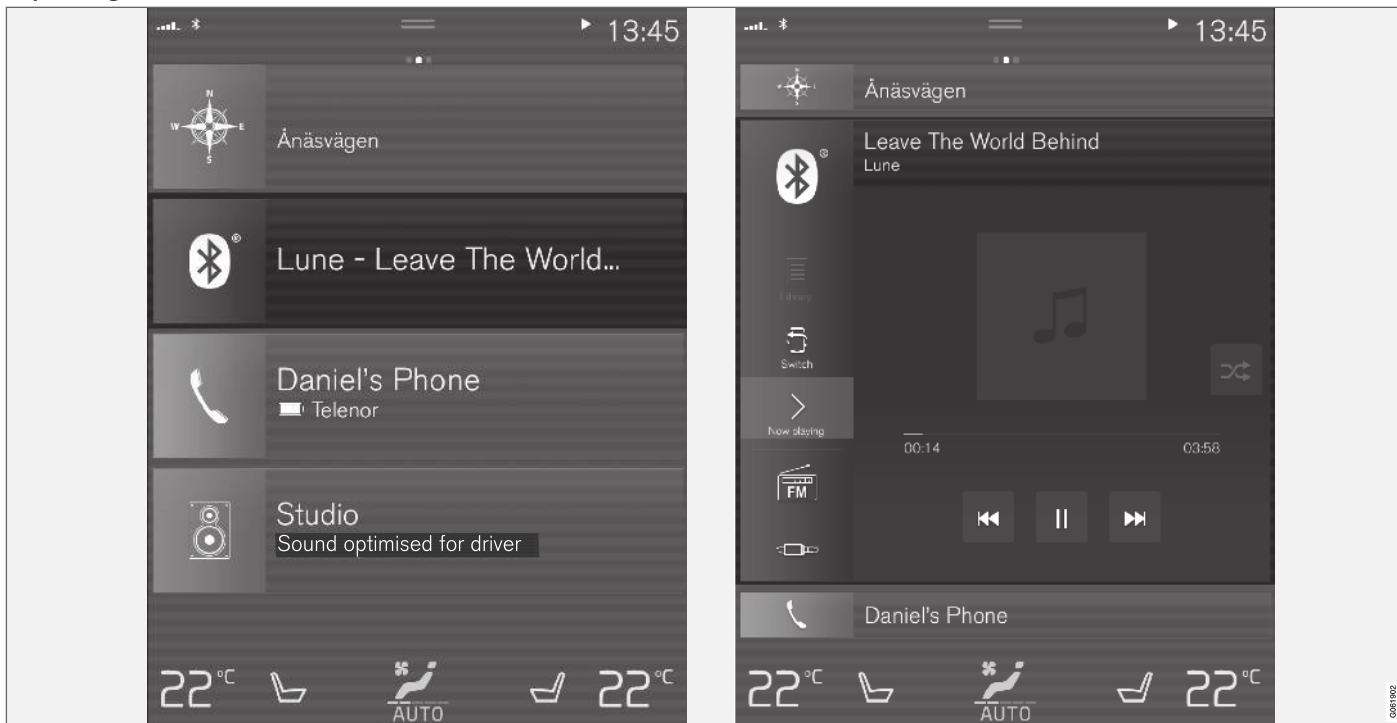 13:45
N
W E
S
Ånäsvägen
®
Lune - Leave The World...
Daniel's Phone
Telenor
Studio
Sound optimised for driver
22°C
AUTO
22°C
13:45
N
S
Ånäsvägen
®
Leave The World Behind
Lune
Library
Switch
Now playing
00:14
03:58
FM
Daniel's Phone
22°C
AUTO
22°C
G061902